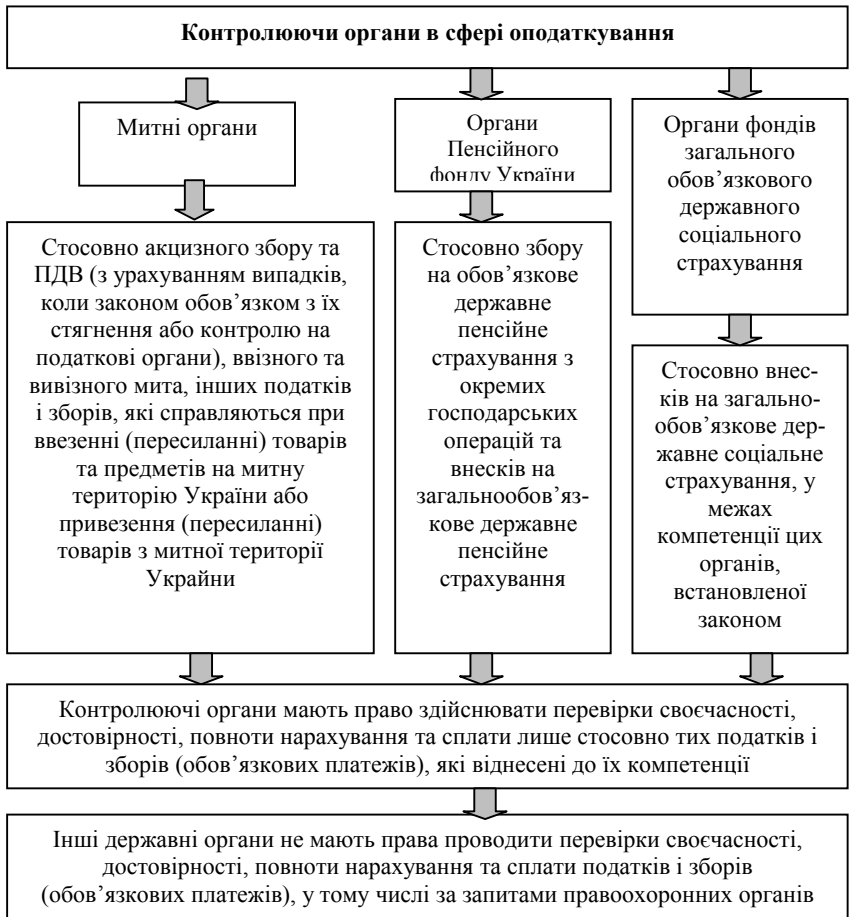 Контролюючи органи в сфері оподаткування
Митні органи
Органи
Пенсійного
фонду України
Органи фондів
загального
обов’язкового
державного
соціального
страхування
Стосовно акцизного збору та
ПДВ (з урахуванням випадків,
коли законом обов’язком з їх
стягнення або контролю на
податкові органи), ввізного та
вивізного мита, інших податків
і зборів, які справляються при
ввезенні (пересиланні) товарів
та предметів на митну
територію України або
привезення (пересиланні)
товарів з митної території
Украйни
Стосовно збору
на обов’язкове
державне
пенсійне
страхування з
окремих
господарських
операцій та
внесків на
загальнообов’яз-
кове державне
пенсійне
страхування
Стосовно внес-
ків на загально-
обов’язкове дер-
жавне соціальне
страхування, у
межах
компетенції цих
органів,
встановленої
законом
Контролюючі органи мають право здійснювати перевірки своєчасності,
достовірності, повноти нарахування та сплати лише стосовно тих податків і
зборів (обов’язкових платежів), які віднесені до їх компетенції
Інші державні органи не мають права проводити перевірки своєчасності,
достовірності, повноти нарахування та сплати податків і зборів
(обов’язкових платежів), у тому числі за запитами правоохоронних органів